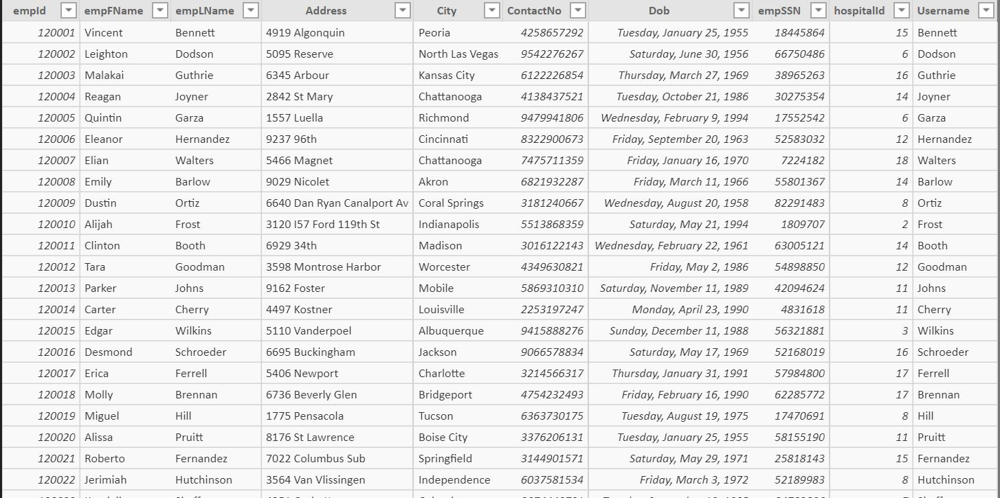 empId empFName empLName Address City ContactNo Dob empSSN hospitalId Username
120001 Vincent Bennett 4919 Algonquin Peoria 4258657292 Tuesday, January 25, 1955 18445864 15 Bennett
120002 Leighton Dodson 5095 Reserve North Las Vegas 9542276267 Saturday, June 30, 1956 66750486 6 Dodson
120003 Malakai Guthrie 6345 Arbour Kansas City 6122226854 Thursday, March 27, 1969 38965263 16 Guthrie
120004 Reagan Joyner 2842 St Mary Chattanooga 4138437521 Tuesday, October 21, 1986 30275354 14 Joyner
120005 Quintin Garza 1557 Luella Richmond 9479941806 Wednesday, February 9, 1994 17552542 6 Garza
120006 Eleanor Hernandez 9237 96th Cincinnati 8322900673 Friday, September 20, 1963 52583032 12 Hernandez
120007 Elian Walters 5466 Magnet Chattanooga 7475711359 Friday, January 16, 1970 7224182 18 Walters
120008 Emily Barlow 9029 Nicolet Akron 6821932287 Friday, March 11, 1966 55801367 14 Barlow
120009 Dustin Ortiz 6640 Dan Ryan Canalport Av Coral Springs 3181240667 Wednesday, August 20, 1958 82291483 8 Ortiz
120010 Alijah Frost 3120 I57 Ford 119th St Indianapolis 5513868359 Saturday, May 21, 1994 1809707 2 Frost
120011 Clinton Booth 6929 34th Madison 3016122143 Wednesday, February 22, 1961 63005121 14 Booth
120012 Tara Goodman 3598 Montrose Harbor Worcester 4349630821 Friday, May 2, 1986 54898850 12 Goodman
120013 Parker Johns 9162 Foster Mobile 5869310310 Saturday, November 11, 1989 42094624 11 Johns
120014 Carter Cherry 4497 Kostner Louisville 2253197247 Monday, April 23, 1990 4831618 11 Cherry
120015 Edgar Wilkins 5110 Vanderpoel Albuquerque 9415888276 Sunday, December 11, 1988 56321881 3 Wilkins
120016 Desmond Schroeder 6695 Buckingham Jackson 9066578834 Saturday, May 17, 1969 52168019 16 Schroeder
120017 Erica Ferrell 5406 Newport Charlotte 3214566317 Thursday, January 31, 1991 57984800 17 Ferrell
120018 Molly Brennan 6736 Beverly Glen Bridgeport 4754232493 Friday, February 16, 1990 62285772 17 Brennan
120019 Miguel Hill 1775 Pensacola Tucson 6363730175 Tuesday, August 19, 1975 17470691 8 Hill
120020 Alissa Pruitt 8176 St Lawrence Boise City 3376206131 Tuesday, January 25, 1955 58155190 11 Pruitt
120021 Roberto Fernandez 7022 Columbus Sub Springfield 3144901571 Saturday, May 29, 1971 25818143 15 Fernandez
120022 Jerimiah Hutchinson 3564 Van Vlissingen Independence 6037581534 Friday, March 3, 1972 52189983 8 Hutchinson